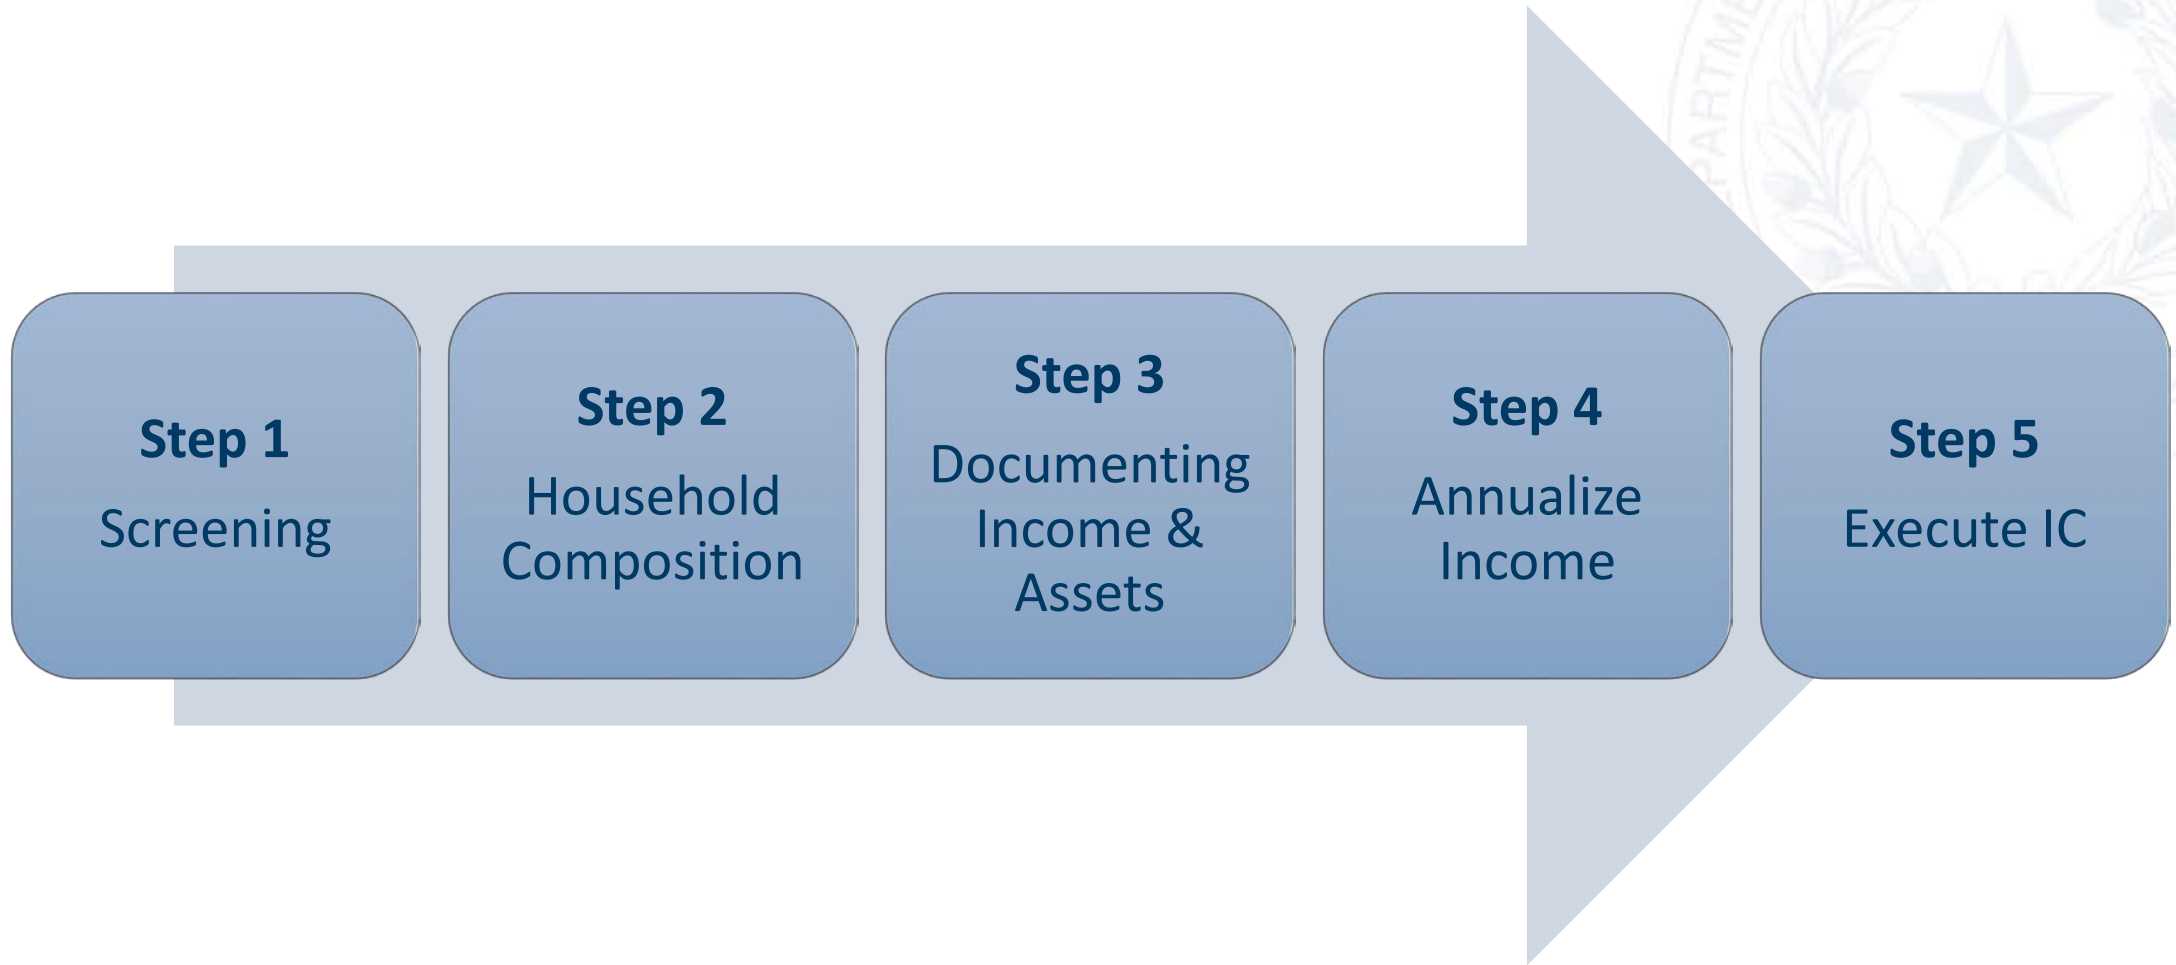 Step 1
Screening
Step 2
Household
Composition
Step 3
Documenting
Income &
Assets
Step 4
Annualize
Income
Step 5
Execute IC